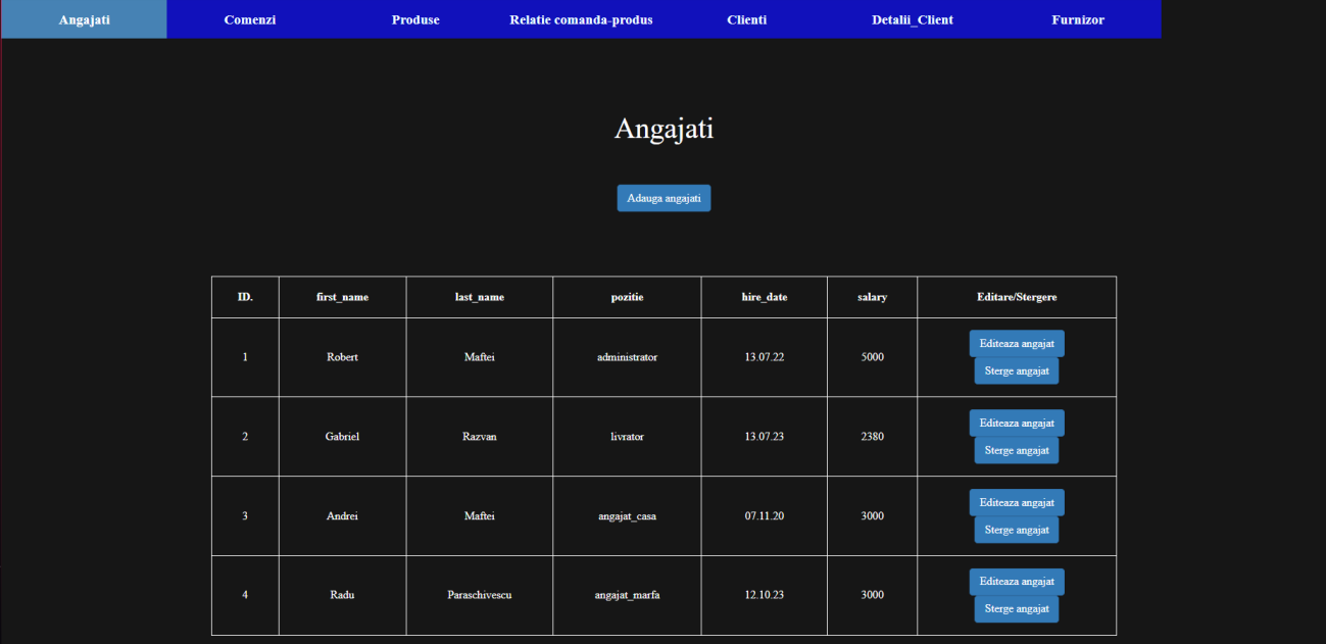 Angajati Comenzi Produse Relatie comanda-produs Clienti Detalii_Client Furnizor
Angajati
Adauga angajati
ID. first_name last_name pozitie hire_date salary Editare/Stergere
1 Robert Maftei administrator 13.07.22 5000 Editeaza angajat
Sterge angajat
2 Gabriel Razvan livrator 13.07.23 2380 Editeaza angajat
Sterge angajat
3 Andrei Maftei angajat_casa 07.11.20 3000 Editeaza angajat
Sterge angajat
4 Radu Paraschivescu angajat_marfa 12.10.23 3000 Editeaza angajat
Sterge angajat